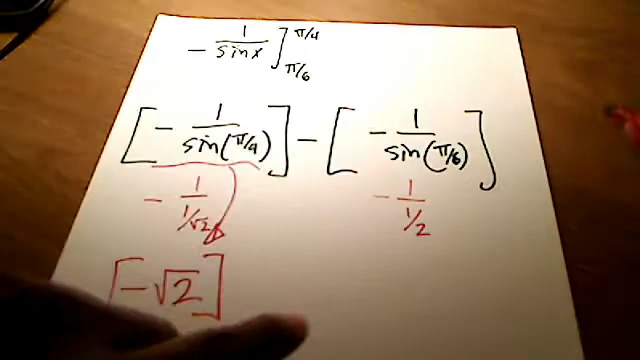 - 1/sin x ]π/4 π/6
[- 1/sin(π/4)] - [- 1/sin(π/6)]
- 1/(1/√2) - 1/(1/2)
[-√2]